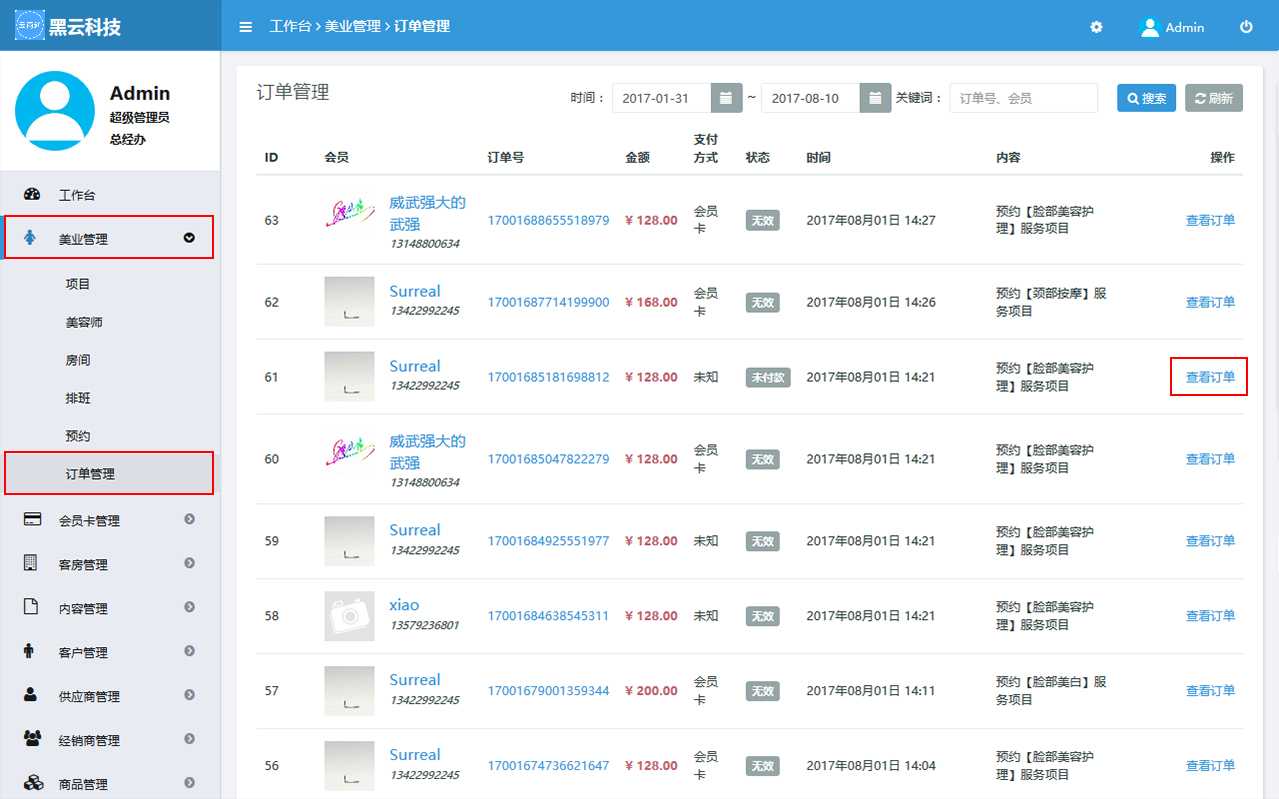 黑云科技
工作台 > 美业管理 > 订单管理
Admin
Admin
超级管理员
总经办
工作台
美业管理
项目
美容师
房间
排班
预约
订单管理
会员卡管理
客房管理
内容管理
客户管理
供应商管理
经销商管理
商品管理
订单管理
时间： 2017-01-31 ~ 2017-08-10 关键词： 订单号、会员 搜索 刷新
ID 会员 订单号 金额 支付方式 状态 时间 内容 操作
63 威武强大的武强 13148800634 17001688655518979 ¥ 128.00 会员卡 无效 2017年08月01日 14:27 预约【脸部美容护理】服务项目 查看订单
62 Surreal 13422992245 17001687714199900 ¥ 168.00 会员卡 无效 2017年08月01日 14:26 预约【颈部按摩】服务项目 查看订单
61 Surreal 13422992245 17001685181698812 ¥ 128.00 未知 未付款 2017年08月01日 14:21 预约【脸部美容护理】服务项目 查看订单
60 威武强大的武强 13148800634 17001685047822279 ¥ 128.00 会员卡 无效 2017年08月01日 14:21 预约【脸部美容护理】服务项目 查看订单
59 Surreal 13422992245 17001684925551977 ¥ 128.00 未知 无效 2017年08月01日 14:21 预约【脸部美容护理】服务项目 查看订单
58 xiao 13579236801 17001684638545311 ¥ 128.00 未知 无效 2017年08月01日 14:21 预约【脸部美容护理】服务项目 查看订单
57 Surreal 13422992245 17001679001359344 ¥ 200.00 会员卡 无效 2017年08月01日 14:11 预约【脸部美白】服务项目 查看订单
56 Surreal 13422992245 17001674736621647 ¥ 128.00 会员卡 无效 2017年08月01日 14:04 预约【脸部美容护理】服务项目 查看订单